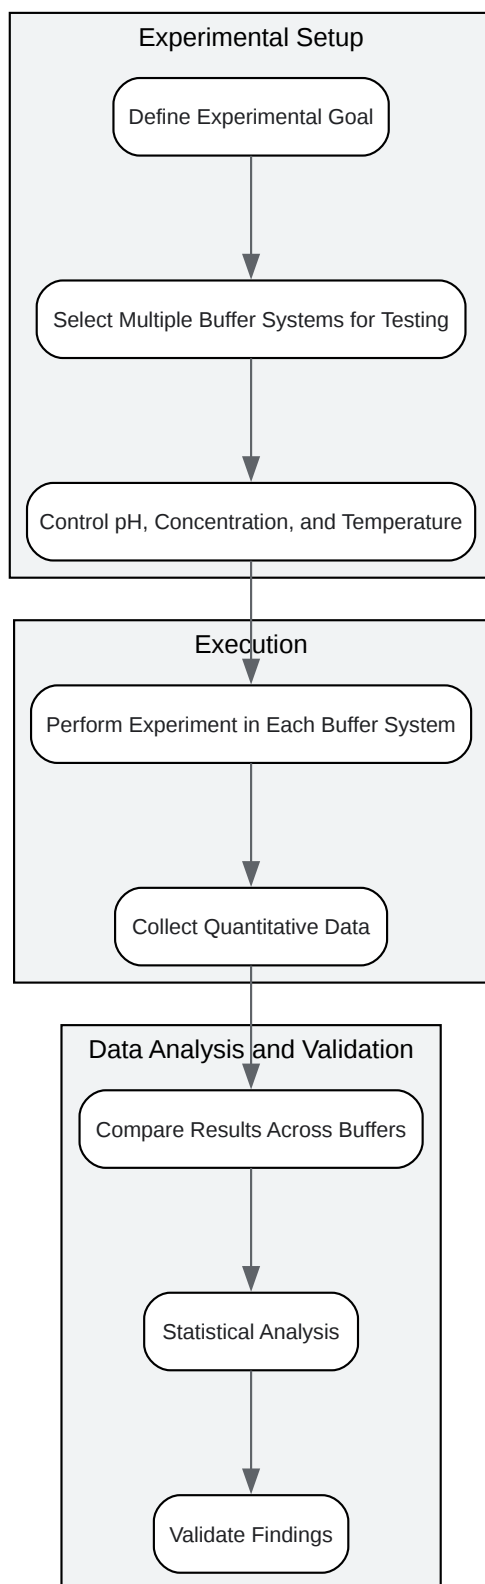 Experimental Setup
Define Experimental Goal
Select Multiple Buffer Systems for Testing
Control pH, Concentration, and Temperature
Execution
Perform Experiment in Each Buffer System
Collect Quantitative Data
Data Analysis and Validation
Compare Results Across Buffers
Statistical Analysis
Validate Findings